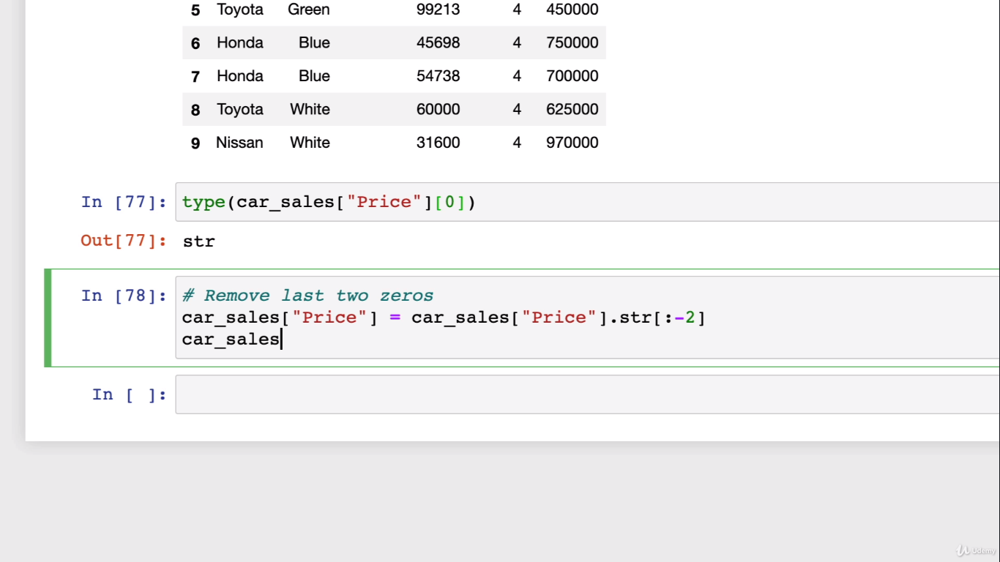 5 Toyota Green 99213 4 450000
6 Honda Blue 45698 4 750000
7 Honda Blue 54738 4 700000
8 Toyota White 60000 4 625000
9 Nissan White 31600 4 970000
In [77]: type(car_sales["Price"][0])
Out[77]: str
In [78]: # Remove last two zeros
car_sales["Price"] = car_sales["Price"].str[:-2]
car_sales
In [ ]:
Udemy